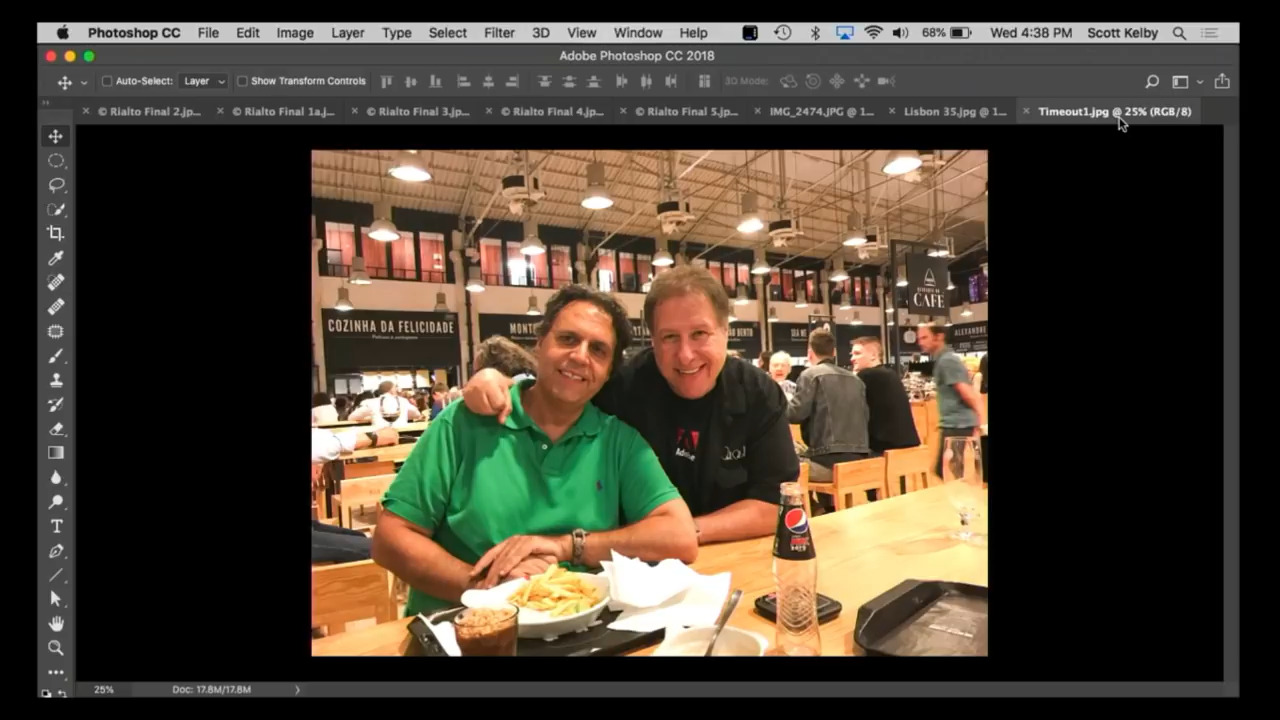 Photoshop CC File Edit Image Layer Type Select Filter 3D View Window Help 68% Wed 4:38 PM Scott Kelby
Adobe Photoshop CC 2018
Auto-Select: Layer Show Transform Controls 3D Mode:
© Rialto Final 2.jp... © Rialto Final 1a.j... © Rialto Final 3.jp... © Rialto Final 4.jp... © Rialto Final 5.jp... IMG_2474.JPG @ 1... Lisbon 35.jpg @ 1... Timeout1.jpg @ 25% (RGB/8)
CAFE
COZINHA DA FELICIDADE
ALEXANDRE
25% Doc: 17.8M/17.8M